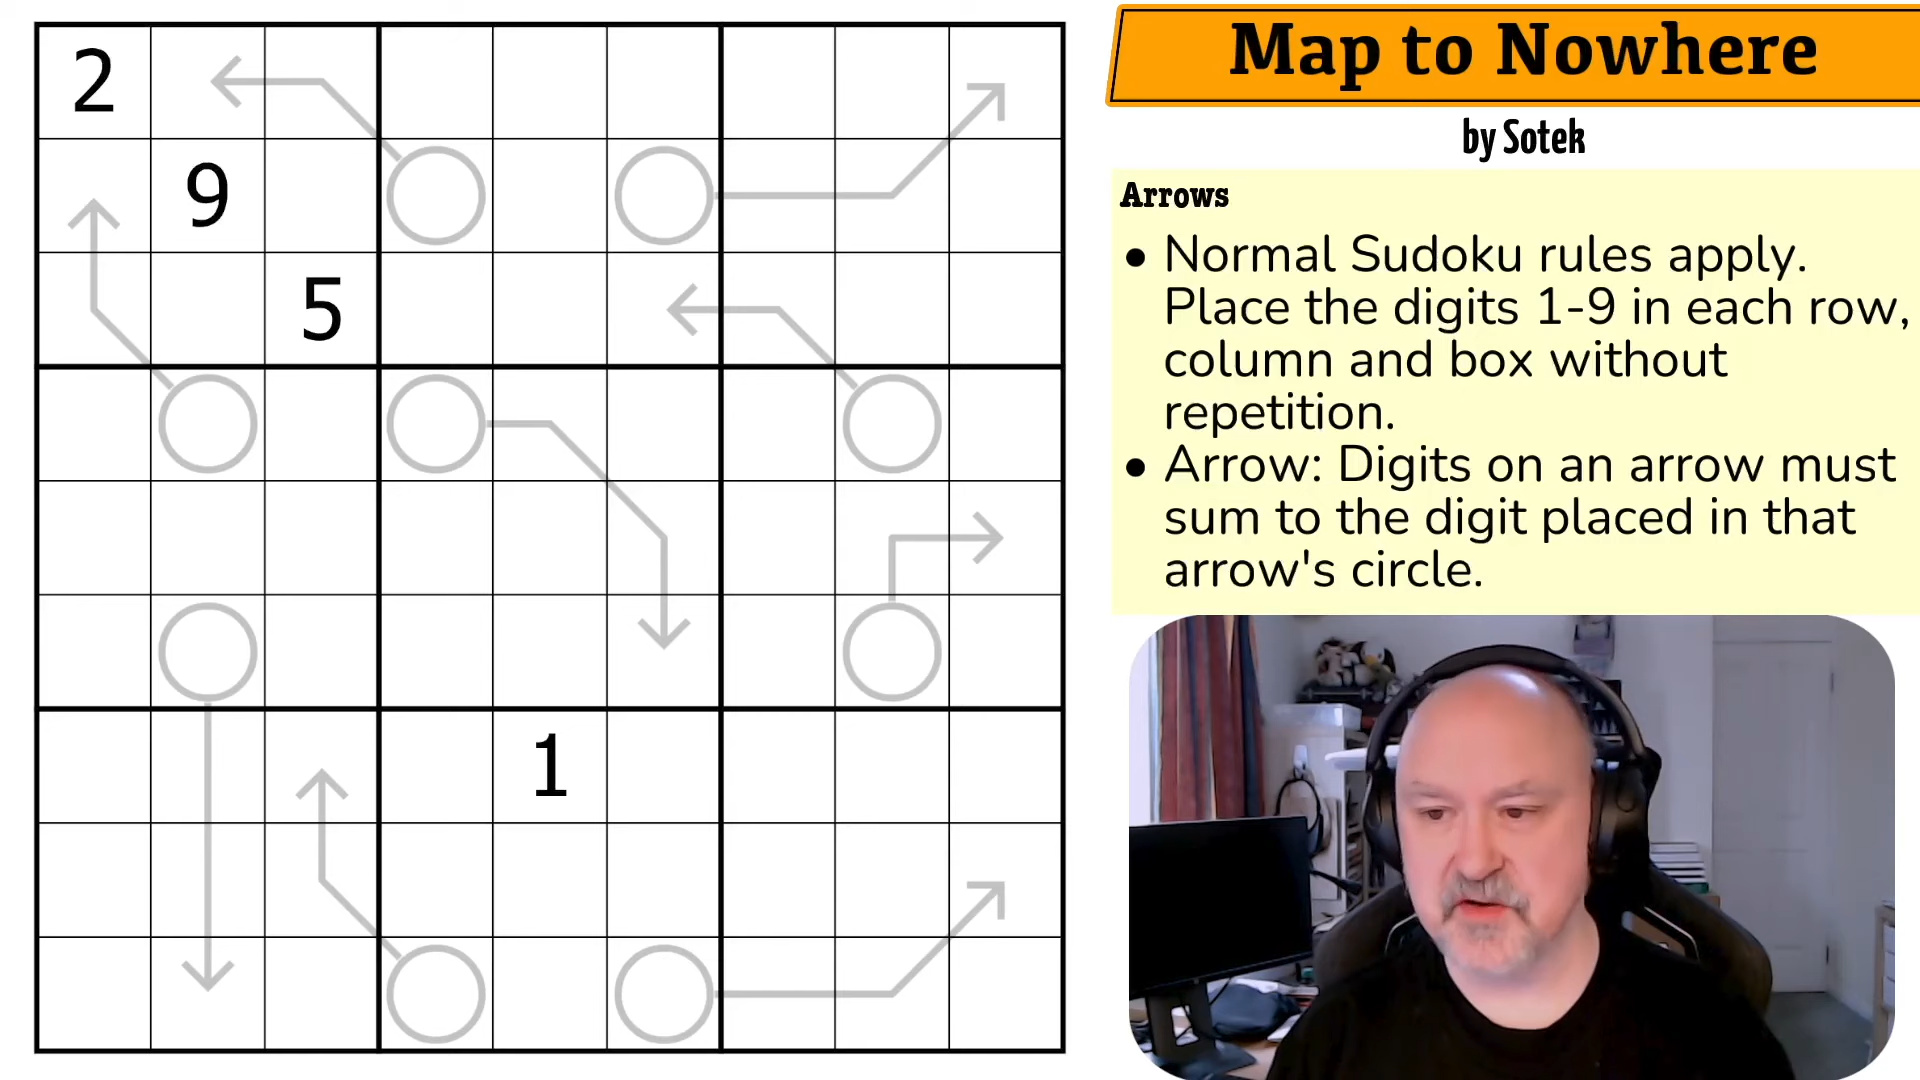 Map to Nowhere
by Sotek
Arrows
• Normal Sudoku rules apply.
Place the digits 1-9 in each row,
column and box without
repetition.
• Arrow: Digits on an arrow must
sum to the digit placed in that
arrow's circle.
2
9
5
1